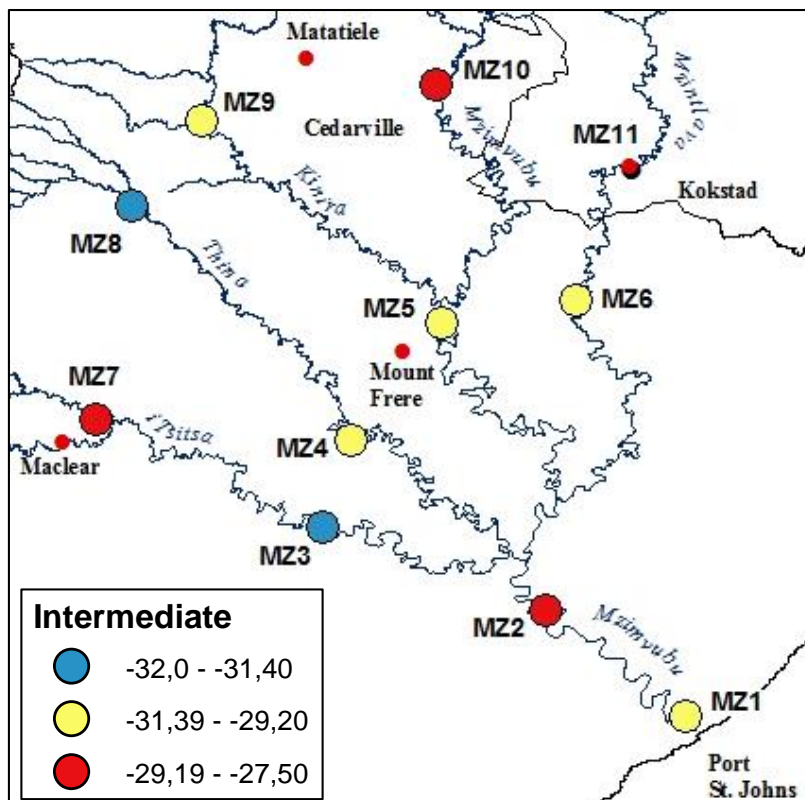 Matatiele
MZ10
MZ9
Cedarville
Mzimvubu
MZ11
Mzintlava
Kokstad
Kinira
MZ8
Thina
MZ5
MZ6
Mount
Frere
MZ7
iTsitsa
MZ4
Maclear
MZ3
MZ2
Mzimvubu
MZ1
Port
St. Johns
Intermediate
-32,0 - -31,40
-31,39 - -29,20
-29,19 - -27,50